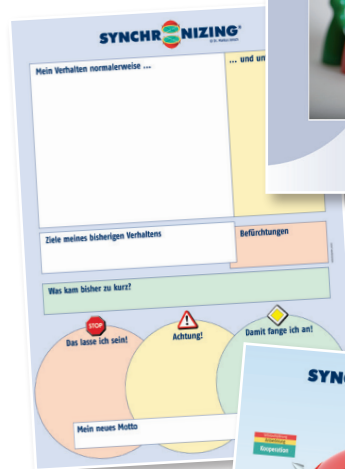 SYNCHRONIZING®
Mein Verhalten normalerweise ...
... und un
Ziele meines bisherigen Verhaltens
Befürchtungen
Was kam bisher zu kurz?
STOP
Das lasse ich sein!
Achtung!
Damit fange ich an!
Mein neues Motto
SYN
Kooperation